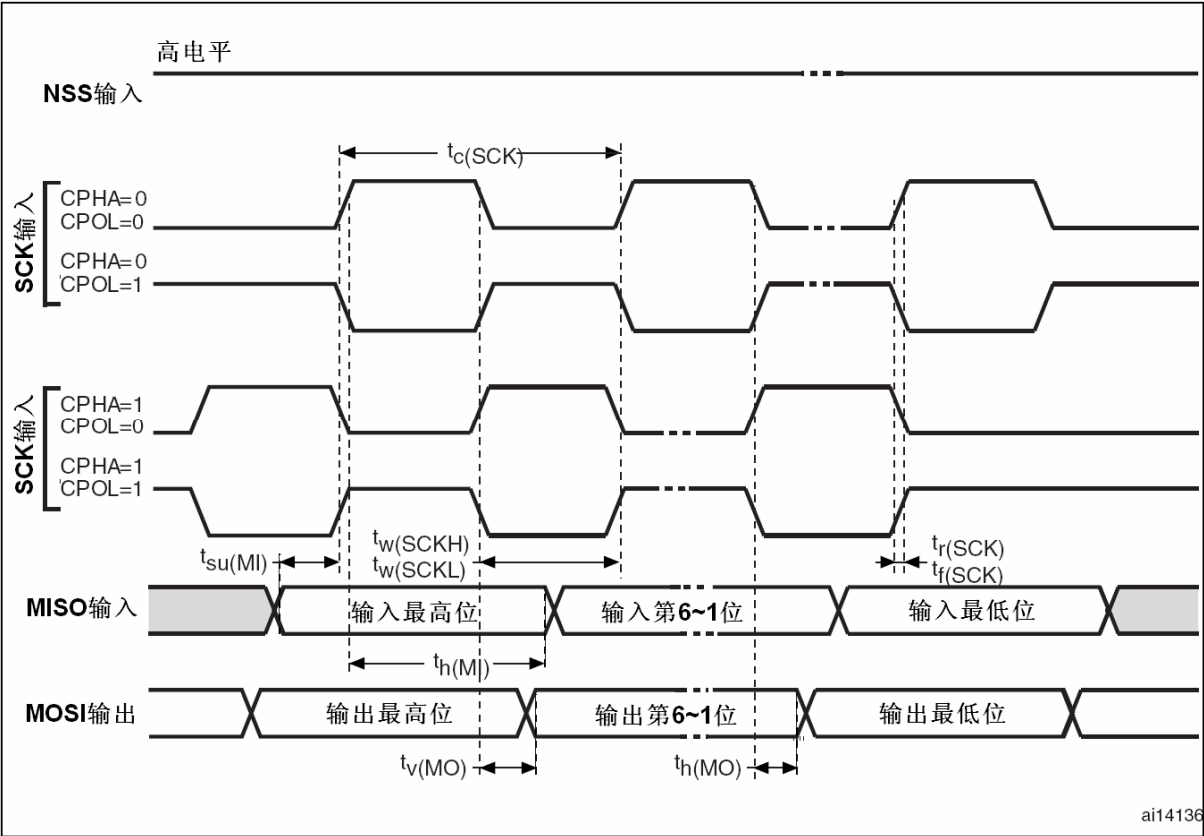 高电平
NSS输入
tc(SCK)
SCK输入
CPHA=0
CPOL=0
CPHA=0
CPOL=1
SCK输入
CPHA=1
CPOL=0
CPHA=1
CPOL=1
tsu(MI)
tw(SCKH)
tw(SCKL)
tr(SCK)
tf(SCK)
MISO输入
输入最高位
输入第6~1位
输入最低位
th(MI)
MOSI输出
输出最高位
输出第6~1位
输出最低位
tv(MO)
th(MO)
ai14136